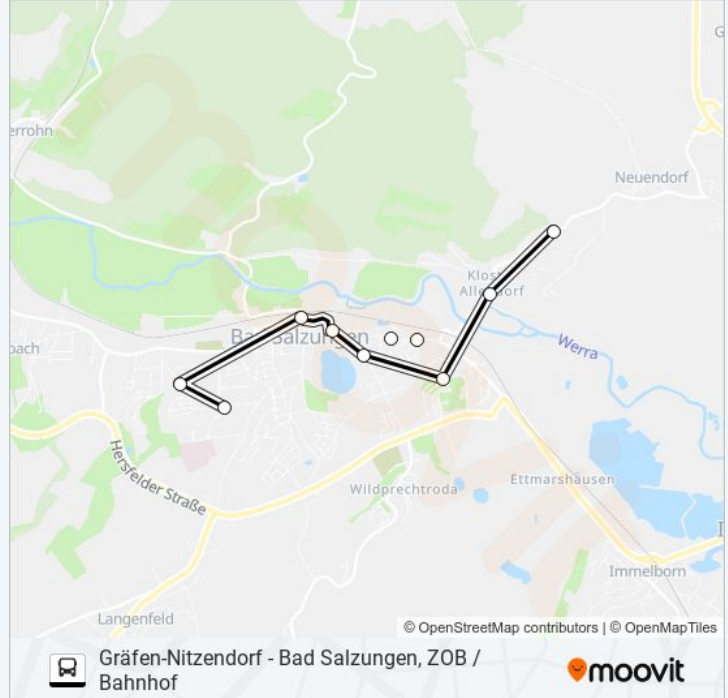 G
errohn
Neuendorf
Kloster
Allendorf
Bad Salzungen
bach
Werra
Hersfelder Straße
Ettmarshäusen
Wildprechtroda
I
Immelborn
Langenfeld
© OpenStreetMap contributors | © OpenMapTiles
Gräfen-Nitzendorf - Bad Salzungen, ZOB /
Bahnhof
moovit